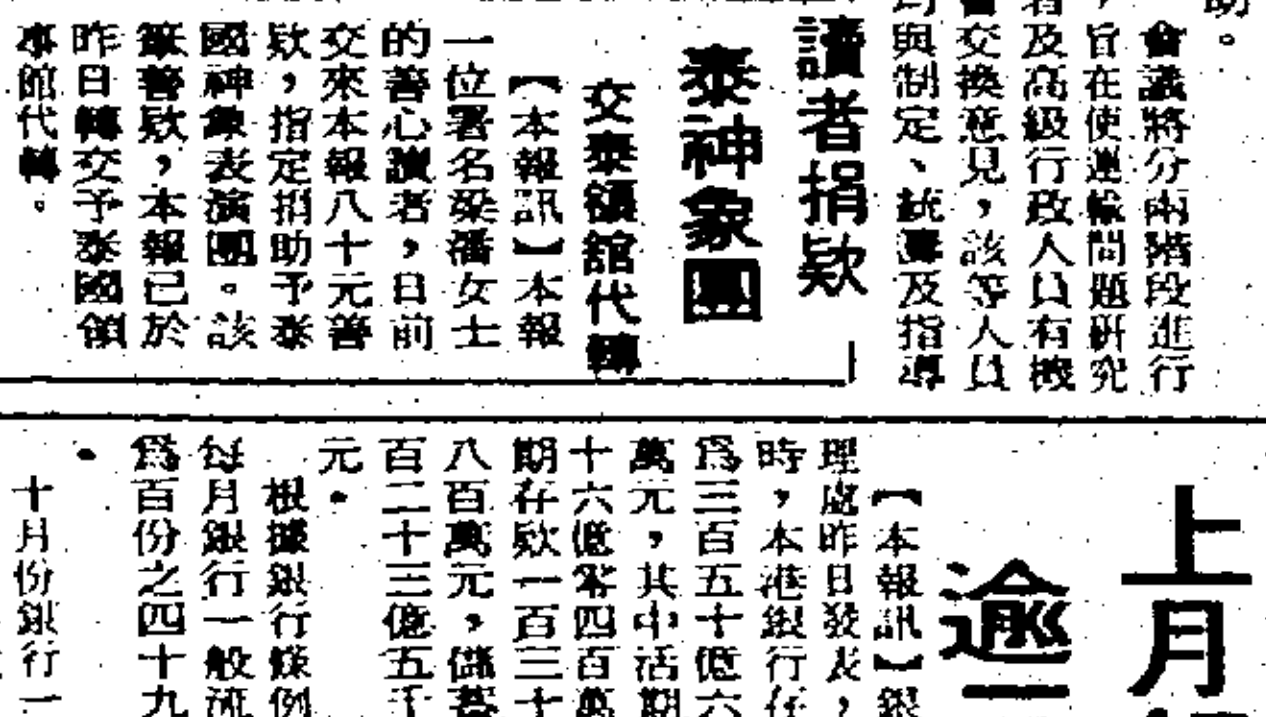 助。
會議將分兩階段進行
，旨在使運輸問題研究
者及高級行政人員有機
會交換意見，該等人員
均與制定、統籌及指導
讀者捐欵
泰神象團
交泰領舘代轉
【本報訊】本報
一位署名梁潘女士
的善心讀者，日前
交來本報八十元善
欵，指定捐助予泰
國神象表演團。該
筆善欵，本報已於
昨日轉交予泰國領
事館代轉。
上月
逾
【本報訊】銀
理處昨日發表，
時，本港銀行存
爲三百五十億六
萬元，其中活期
十六億零四百萬
期存欵一百三十
八百萬元，儲蓄
百二十三億五千
元。
根據銀行條例
每月銀行一般流
爲百份之四十九
。
十月份銀行一